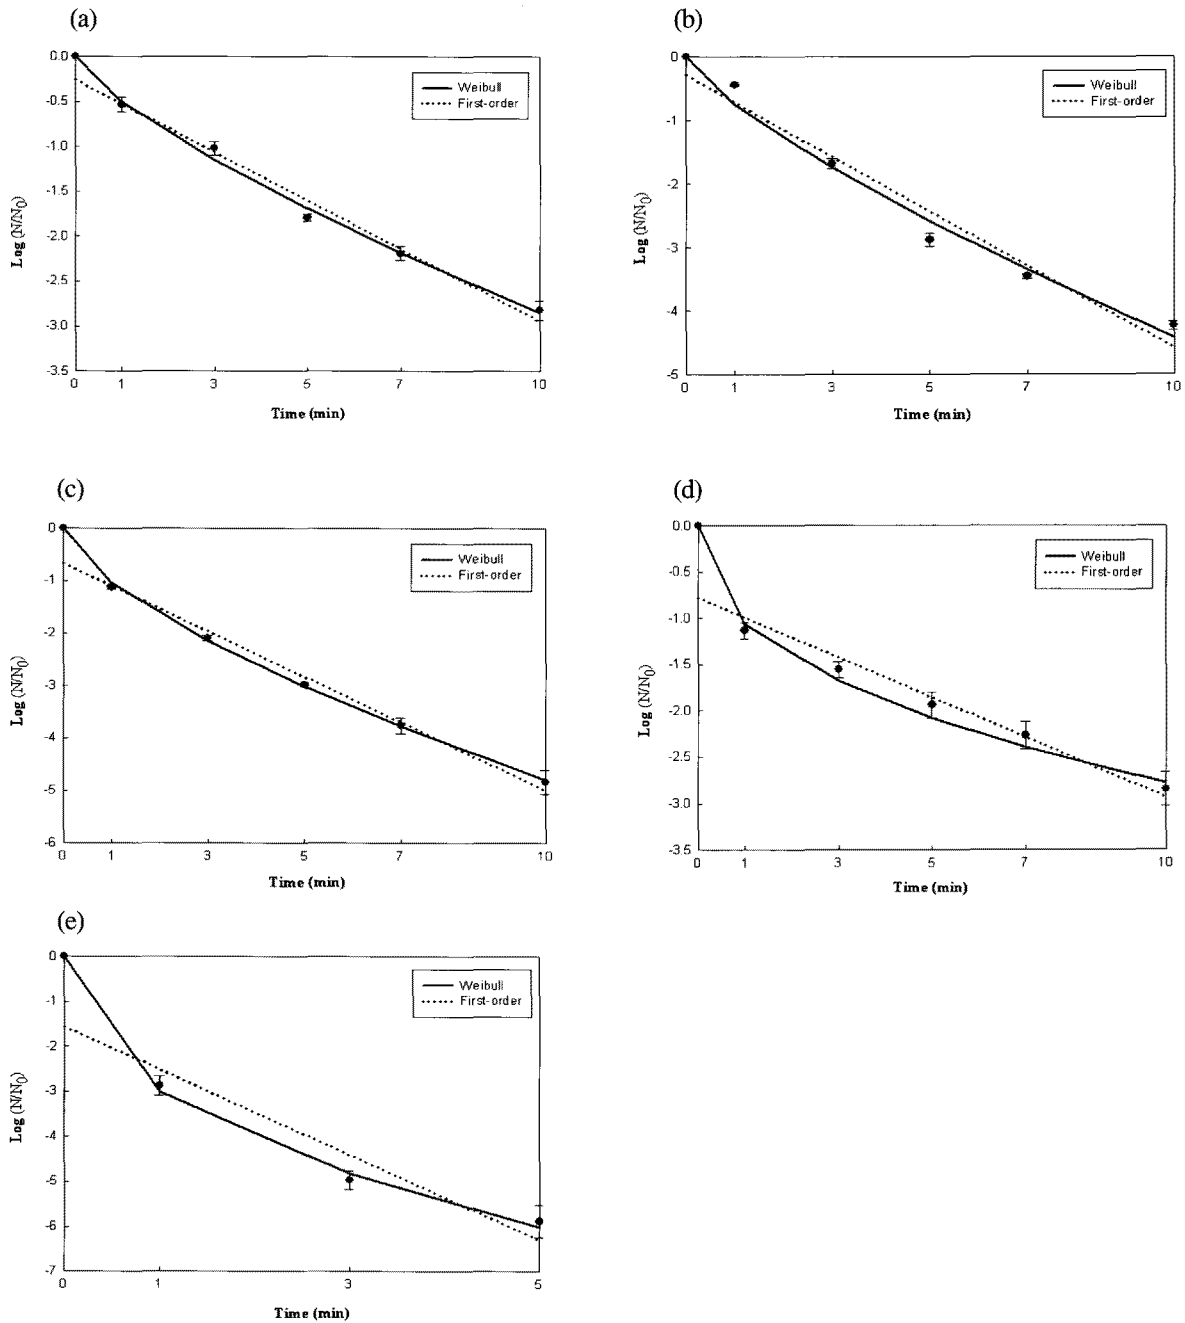 (a)
0.0
-0.5
-1.0
-1.5
-2.0
-2.5
-3.0
-3.5
Log (N/N0)
Weibull
First-order
0 1 3 5 7 10
Time (min)
(b)
0
-1
-2
-3
-4
-5
Log (N/N0)
Weibull
First-order
0 1 3 5 7 10
Time (min)
(c)
0
-1
-2
-3
-4
-5
-6
Log (N/N0)
Weibull
First-order
0 1 3 5 7 10
Time (min)
(d)
0.0
-0.5
-1.0
-1.5
-2.0
-2.5
-3.0
-3.5
Log (N/N0)
Weibull
First-order
0 1 3 5 7 10
Time (min)
(e)
0
-1
-2
-3
-4
-5
-6
-7
Log (N/N0)
Weibull
First-order
0 1 3 5
Time (min)